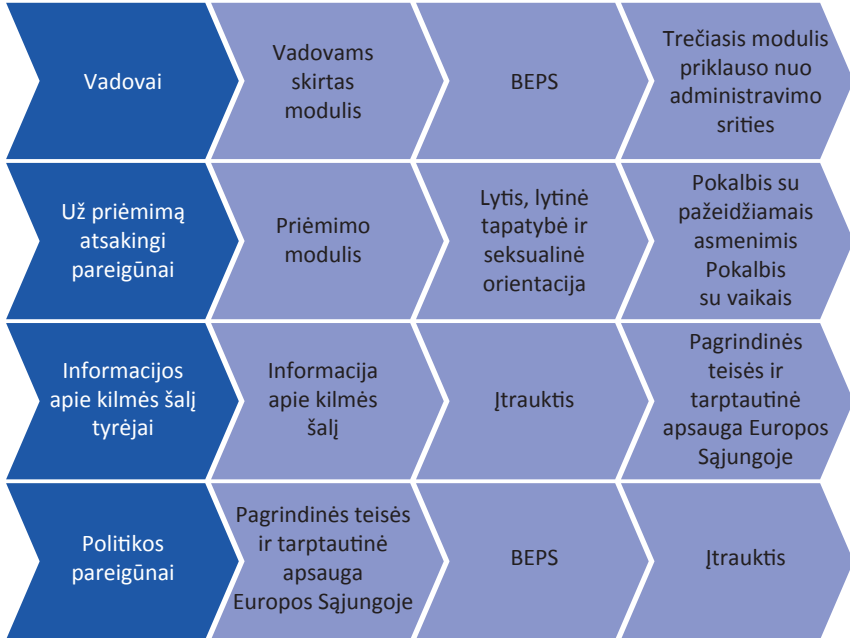 Vadovai
Vadovams
skirtas
modulis
BEPS
Trečiasis modulis
priklauso nuo
administravimo
srities
Už priėmimą
atsakingi
pareigūnai
Priėmimo
modulis
Lytis, lytinė
tapatybė ir
seksualinė
orientacija
Pokalbis su
pažeidžiamais
asmenimis
Pokalbis
su vaikais
Informacijos
apie kilmės šalį
tyrėjai
Informacija
apie kilmės
šalį
Įtrauktis
Pagrindinės
teisės ir
tarptautinė
apsauga Europos
Sąjungoje
Politikos
pareigūnai
Pagrindinės teisės
ir tarptautinė
apsauga
Europos Sąjungoje
BEPS
Įtrauktis